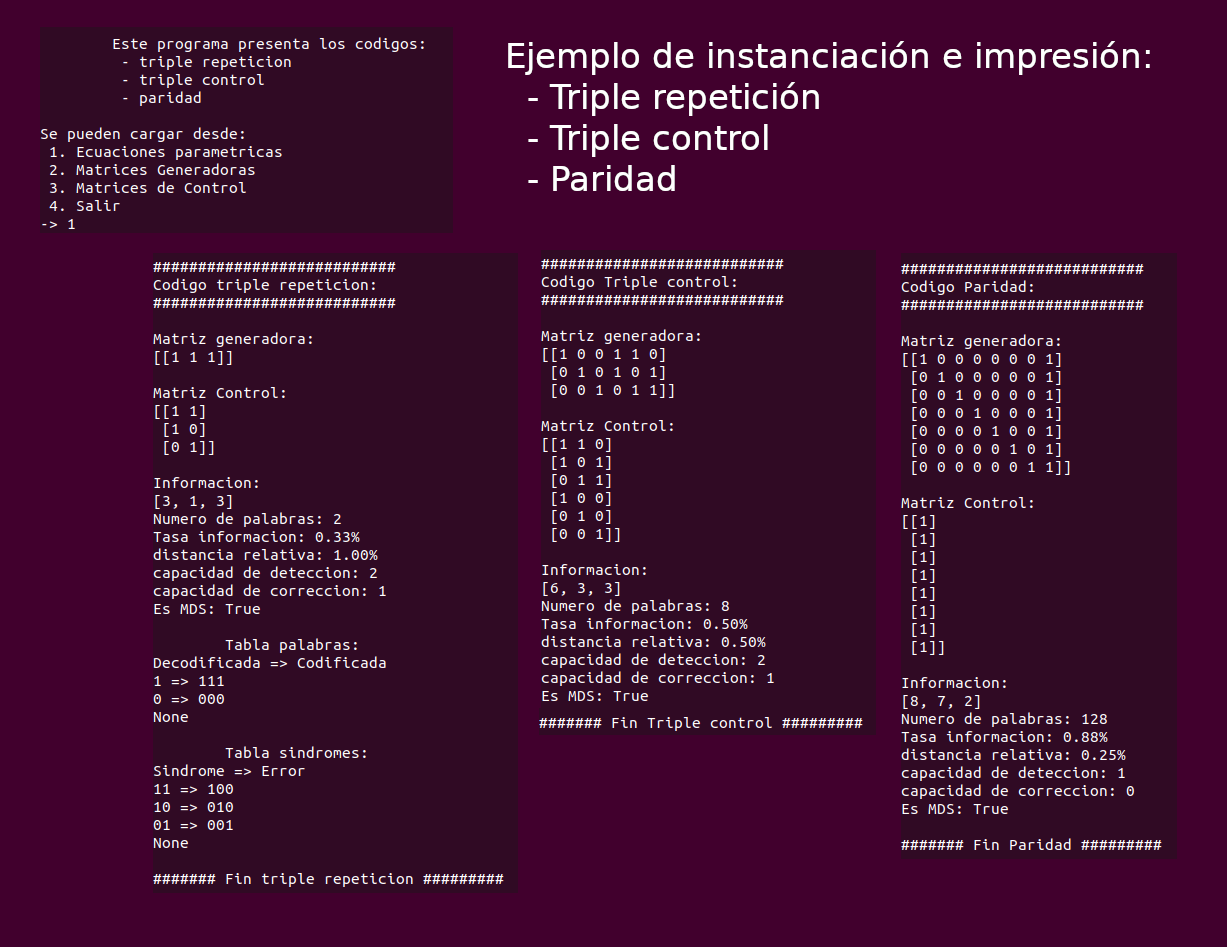 Este programa presenta los codigos:
- triple repeticion
- triple control
- paridad
Se pueden cargar desde:
1. Ecuaciones parametricas
2. Matrices Generadoras
3. Matrices de Control
4. Salir
-> 1
Ejemplo de instanciación e impresión:
- Triple repetición
- Triple control
- Paridad
###########################
Codigo triple repeticion:
###########################
Matriz generadora:
[[1 1 1]]
Matriz Control:
[[1 1]
[1 0]
[0 1]]
Informacion:
[3, 1, 3]
Numero de palabras: 2
Tasa informacion: 0.33%
distancia relativa: 1.00%
capacidad de deteccion: 2
capacidad de correccion: 1
Es MDS: True
Tabla palabras:
Decodificada => Codificada
1 => 111
0 => 000
None
Tabla sindromes:
Sindrome => Error
11 => 100
10 => 010
01 => 001
None
####### Fin triple repeticion #########
###########################
Codigo Triple control:
###########################
Matriz generadora:
[[1 0 0 1 1 0]
[0 1 0 1 0 1]
[0 0 1 0 1 1]]
Matriz Control:
[[1 1 0]
[1 0 1]
[0 1 1]
[1 0 0]
[0 1 0]
[0 0 1]]
Informacion:
[6, 3, 3]
Numero de palabras: 8
Tasa informacion: 0.50%
distancia relativa: 0.50%
capacidad de deteccion: 2
capacidad de correccion: 1
Es MDS: True
####### Fin Triple control #########
###########################
Codigo Paridad:
###########################
Matriz generadora:
[[1 0 0 0 0 0 0 1]
[0 1 0 0 0 0 0 1]
[0 0 1 0 0 0 0 1]
[0 0 0 1 0 0 0 1]
[0 0 0 0 1 0 0 1]
[0 0 0 0 0 1 0 1]
[0 0 0 0 0 0 1 1]]
Matriz Control:
[[1]
[1]
[1]
[1]
[1]
[1]
[1]
[1]]
Informacion:
[8, 7, 2]
Numero de palabras: 128
Tasa informacion: 0.88%
distancia relativa: 0.25%
capacidad de deteccion: 1
capacidad de correccion: 0
Es MDS: True
####### Fin Paridad #########